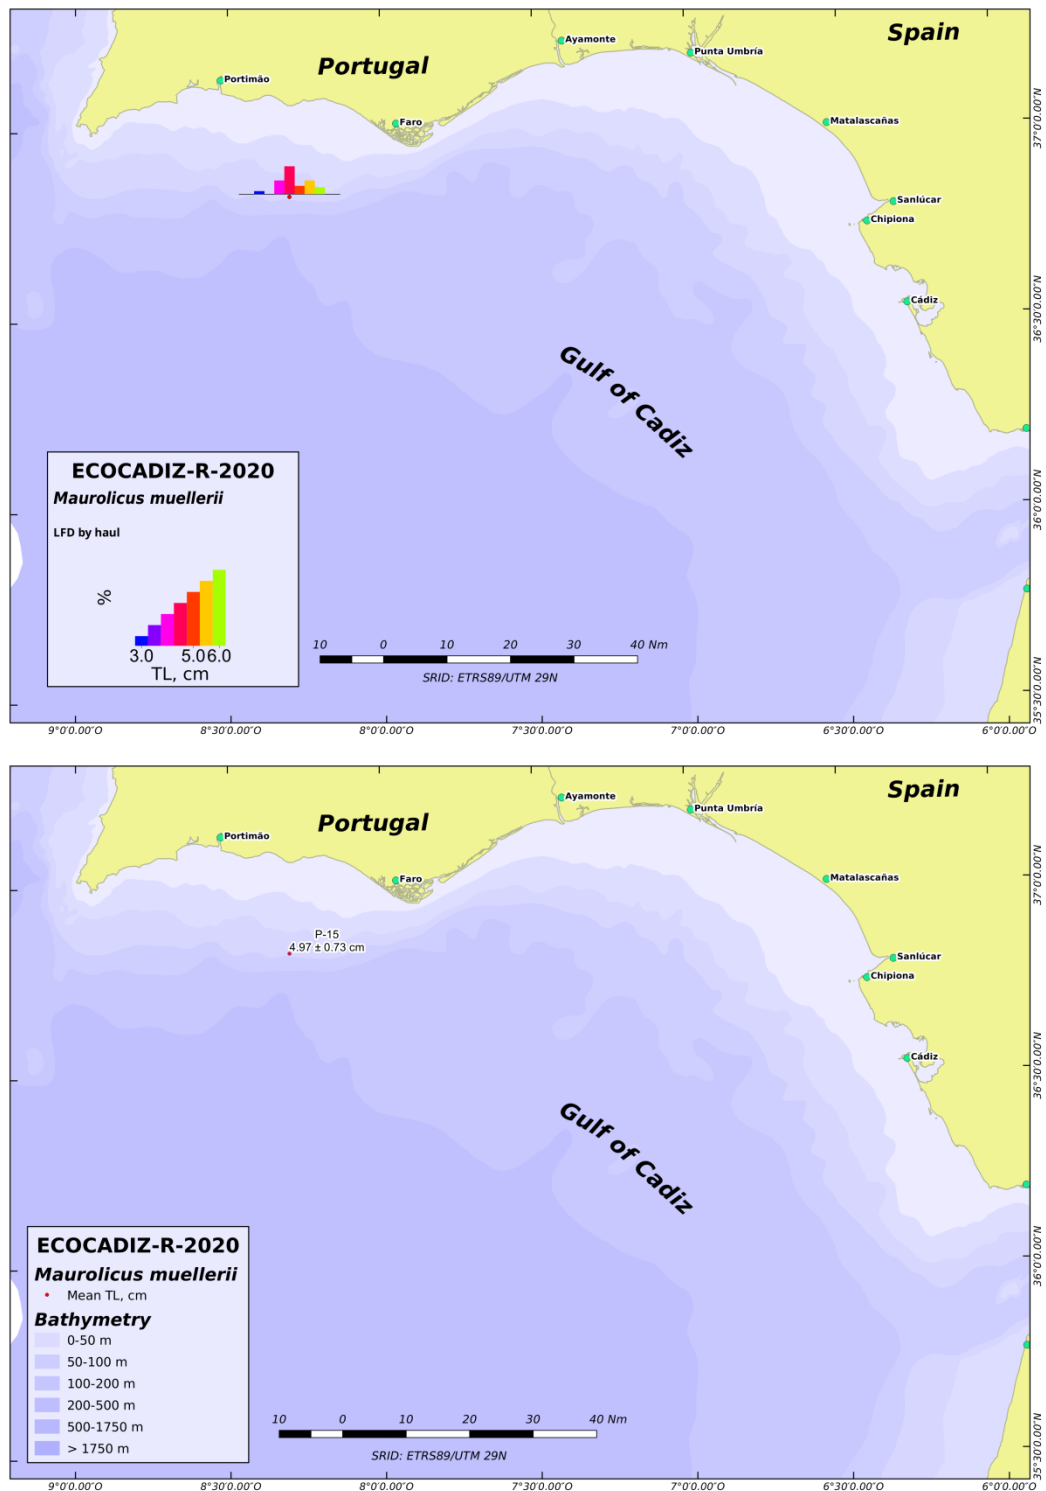 Spain
Portugal
Ayamonte
Punta Umbría
Portimão
Faro
Matalascañas
Sanlúcar
Chipiona
Cádiz
Gulf of Cadiz
37°0'0.00"N
36°30'0.00"N
36°0'0.00"N
35°30'0.00"N
ECOCADIZ-R-2020
Maurolicus muellerii
LFD by haul
%
3.0 5.0 6.0
TL, cm
10 0 10 20 30 40 Nm
SRID: ETRS89/UTM 29N
9°0'0.00"O 8°30'0.00"O 8°0'0.00"O 7°30'0.00"O 7°0'0.00"O 6°30'0.00"O 6°0'0.00"O
Spain
Portugal
Ayamonte
Punta Umbría
Portimão
Faro
Matalascañas
P-15
4.97 ± 0.73 cm
Sanlúcar
Chipiona
Cádiz
Gulf of Cadiz
37°0'0.00"N
36°30'0.00"N
36°0'0.00"N
35°30'0.00"N
ECOCADIZ-R-2020
Maurolicus muellerii
Mean TL, cm
Bathymetry
0-50 m
50-100 m
100-200 m
200-500 m
500-1750 m
> 1750 m
10 0 10 20 30 40 Nm
SRID: ETRS89/UTM 29N
9°0'0.00"O 8°30'0.00"O 8°0'0.00"O 7°30'0.00"O 7°0'0.00"O 6°30'0.00"O 6°0'0.00"O